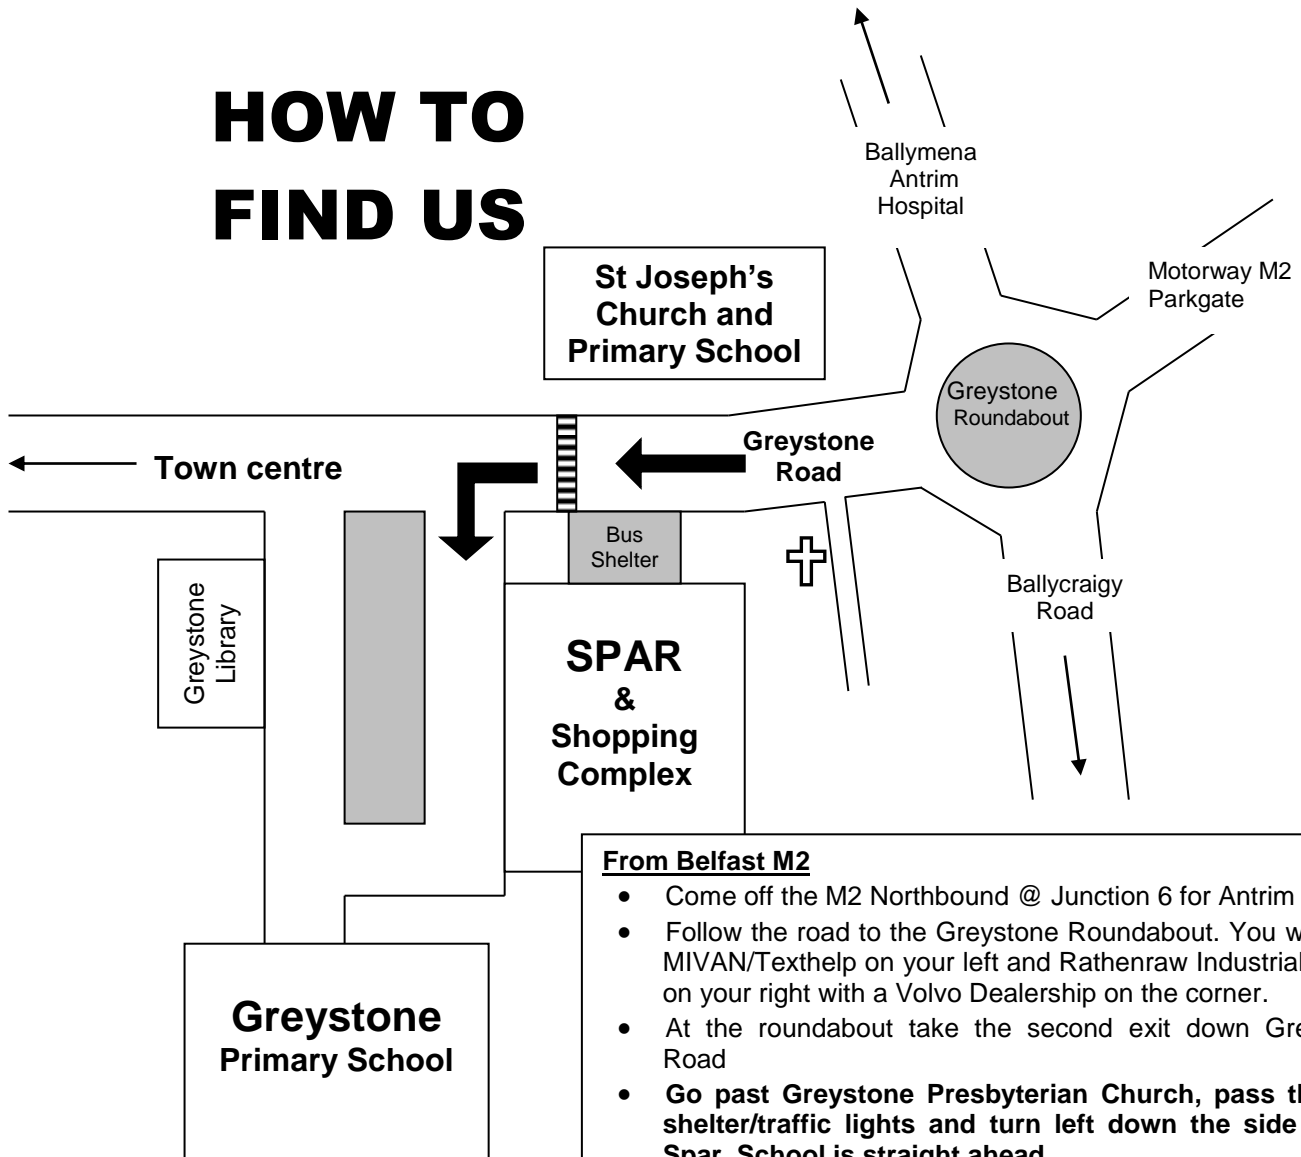 HOW TO
FIND US
Ballymena
Antrim
Hospital
Motorway M2
Parkgate
St Joseph’s
Church and
Primary School
Greystone
Roundabout
Greystone
Road
Town centre
Bus
Shelter
Ballycraigy
Road
Greystone
Library
SPAR
&
Shopping
Complex
Greystone
Primary School
From Belfast M2
• Come off the M2 Northbound @ Junction 6 for Antrim
• Follow the road to the Greystone Roundabout. You
MIVAN/Texthelp on your left and Rathenraw Industrial
on your right with a Volvo Dealership on the corner.
• At the roundabout take the second exit down
Road
• Go past Greystone Presbyterian Church, pass
shelter/traffic lights and turn left down the side
Spar. School is straight ahead